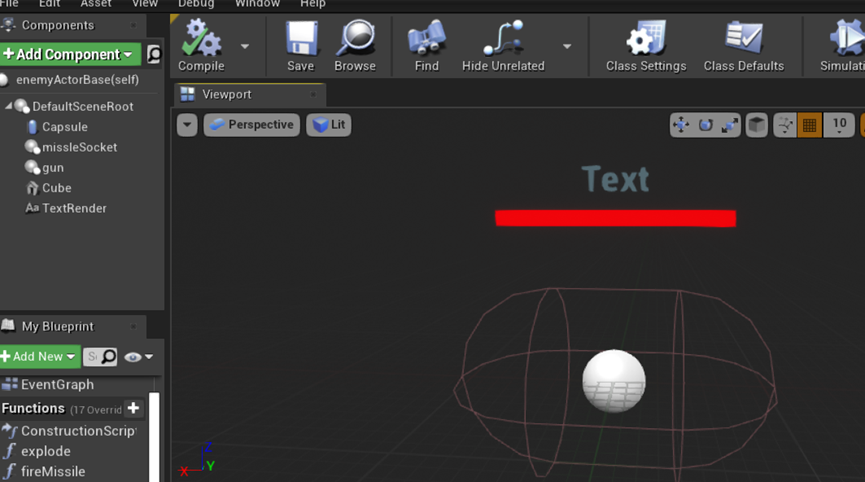 File Edit Asset View Debug Window Help
Components
Add Component
enemyActorBase(self)
DefaultSceneRoot
Capsule
missleSocket
gun
Cube
Aa TextRender
My Blueprint
Add New
EventGraph
Functions (17 Overrid
ConstructionScrip
f explode
f fireMissile
Compile Save Browse Find Hide Unrelated Class Settings Class Defaults Simulati
Viewport
Perspective Lit 10
Text
X Z Y